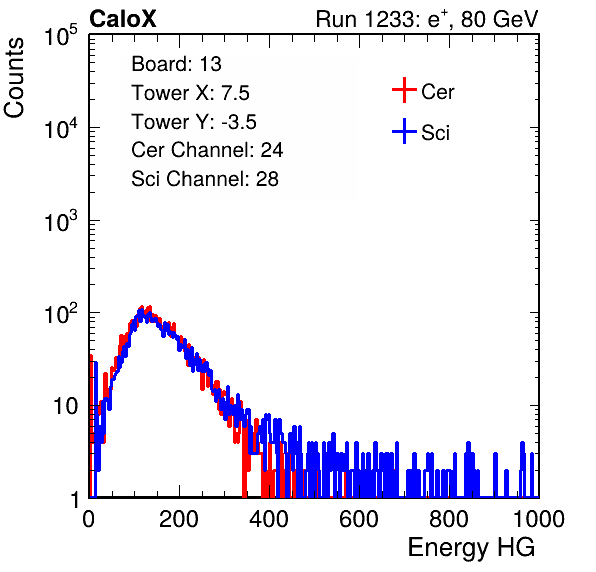 CaloX Run 1233: e⁺, 80 GeV
Counts
Board: 13
Tower X: 7.5
Tower Y: -3.5
Cer Channel: 24
Sci Channel: 28
Cer
Sci
10⁵
10⁴
10³
10²
10
1
0 200 400 600 800 1000
Energy HG